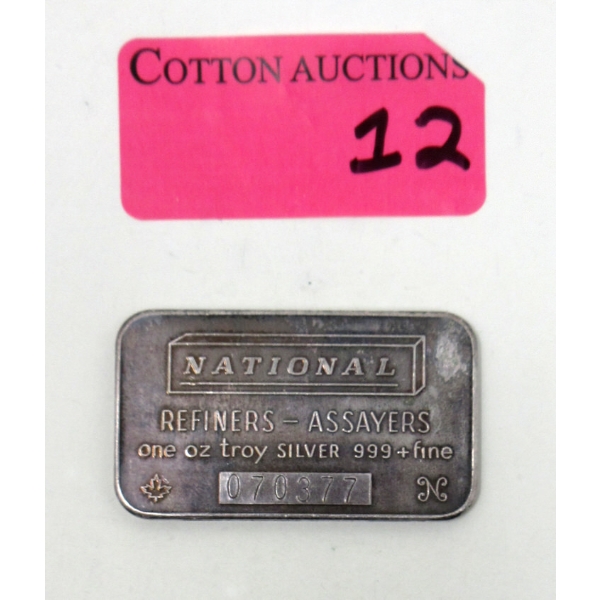 COTTON AUCTIONS
12
NATIONAL
REFINERS – ASSAYERS
one oz troy SILVER 999+fine
070377 N